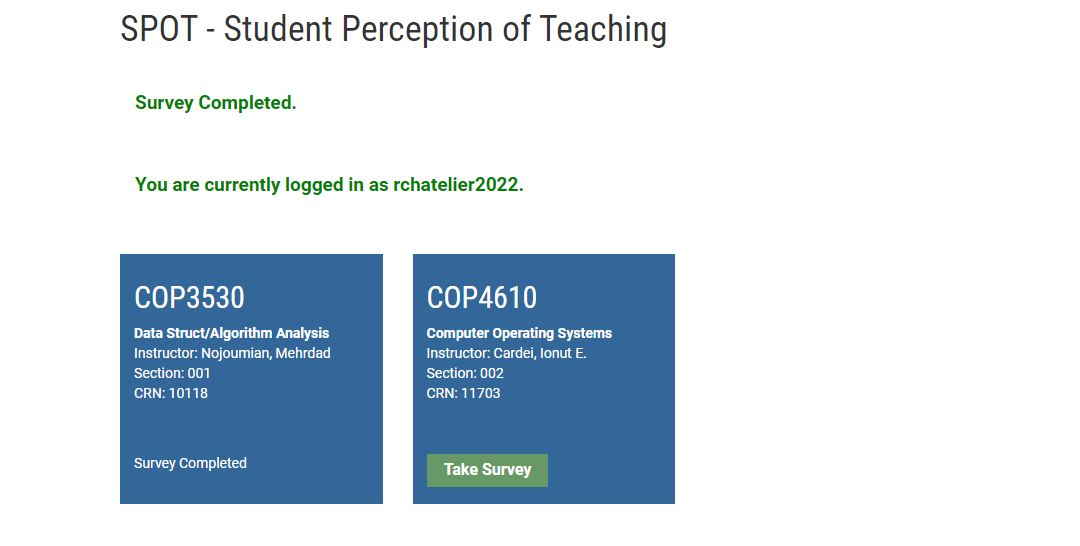 SPOT - Student Perception of Teaching
Survey Completed.
You are currently logged in as rchatelier2022.
COP3530
Data Struct/Algorithm Analysis
Instructor: Nojoumian, Mehrdad
Section: 001
CRN: 10118
Survey Completed
COP4610
Computer Operating Systems
Instructor: Cardei, Ionut E.
Section: 002
CRN: 11703
Take Survey